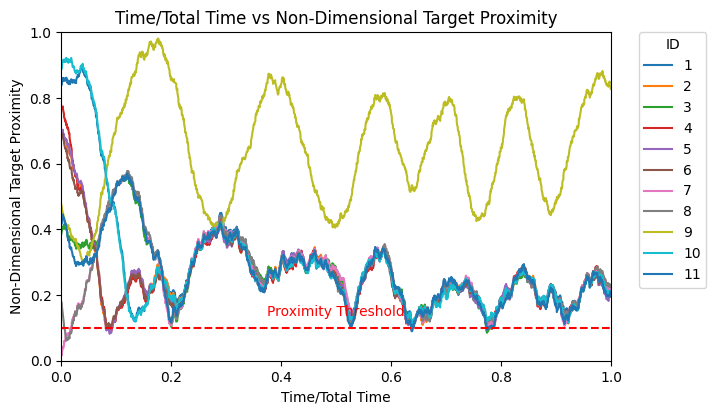 Time/Total Time vs Non-Dimensional Target Proximity
Non-Dimensional Target Proximity
1.0
0.8
0.6
0.4
0.2
0.0
Proximity Threshold
0.0 0.2 0.4 0.6 0.8 1.0
Time/Total Time
ID
1
2
3
4
5
6
7
8
9
10
11